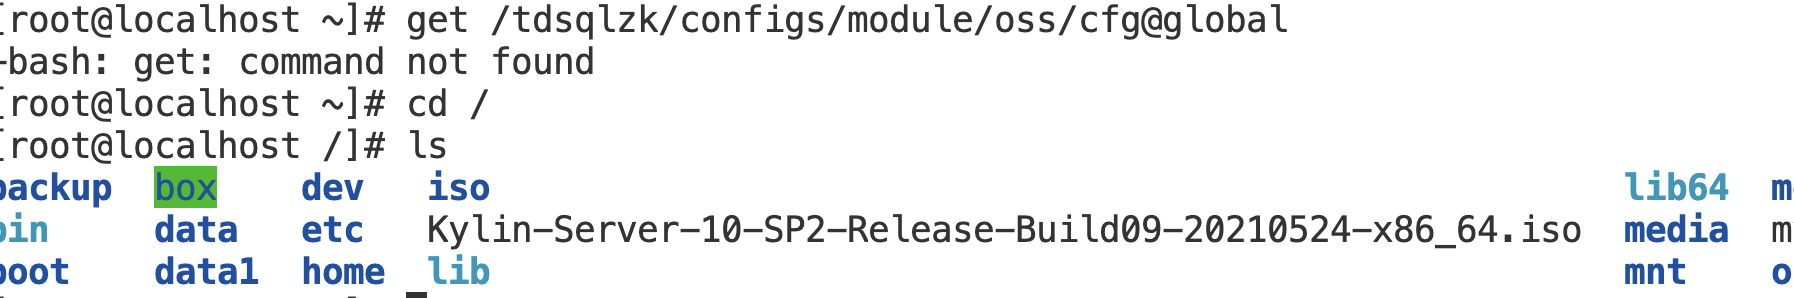 [root@localhost ~]# get /tdsqlzk/configs/module/oss/cfg@global
-bash: get: command not found
[root@localhost ~]# cd /
[root@localhost /]# ls
backup box dev iso lib64
bin data etc Kylin-Server-10-SP2-Release-Build09-20210524-x86_64.iso media
boot data1 home lib mnt